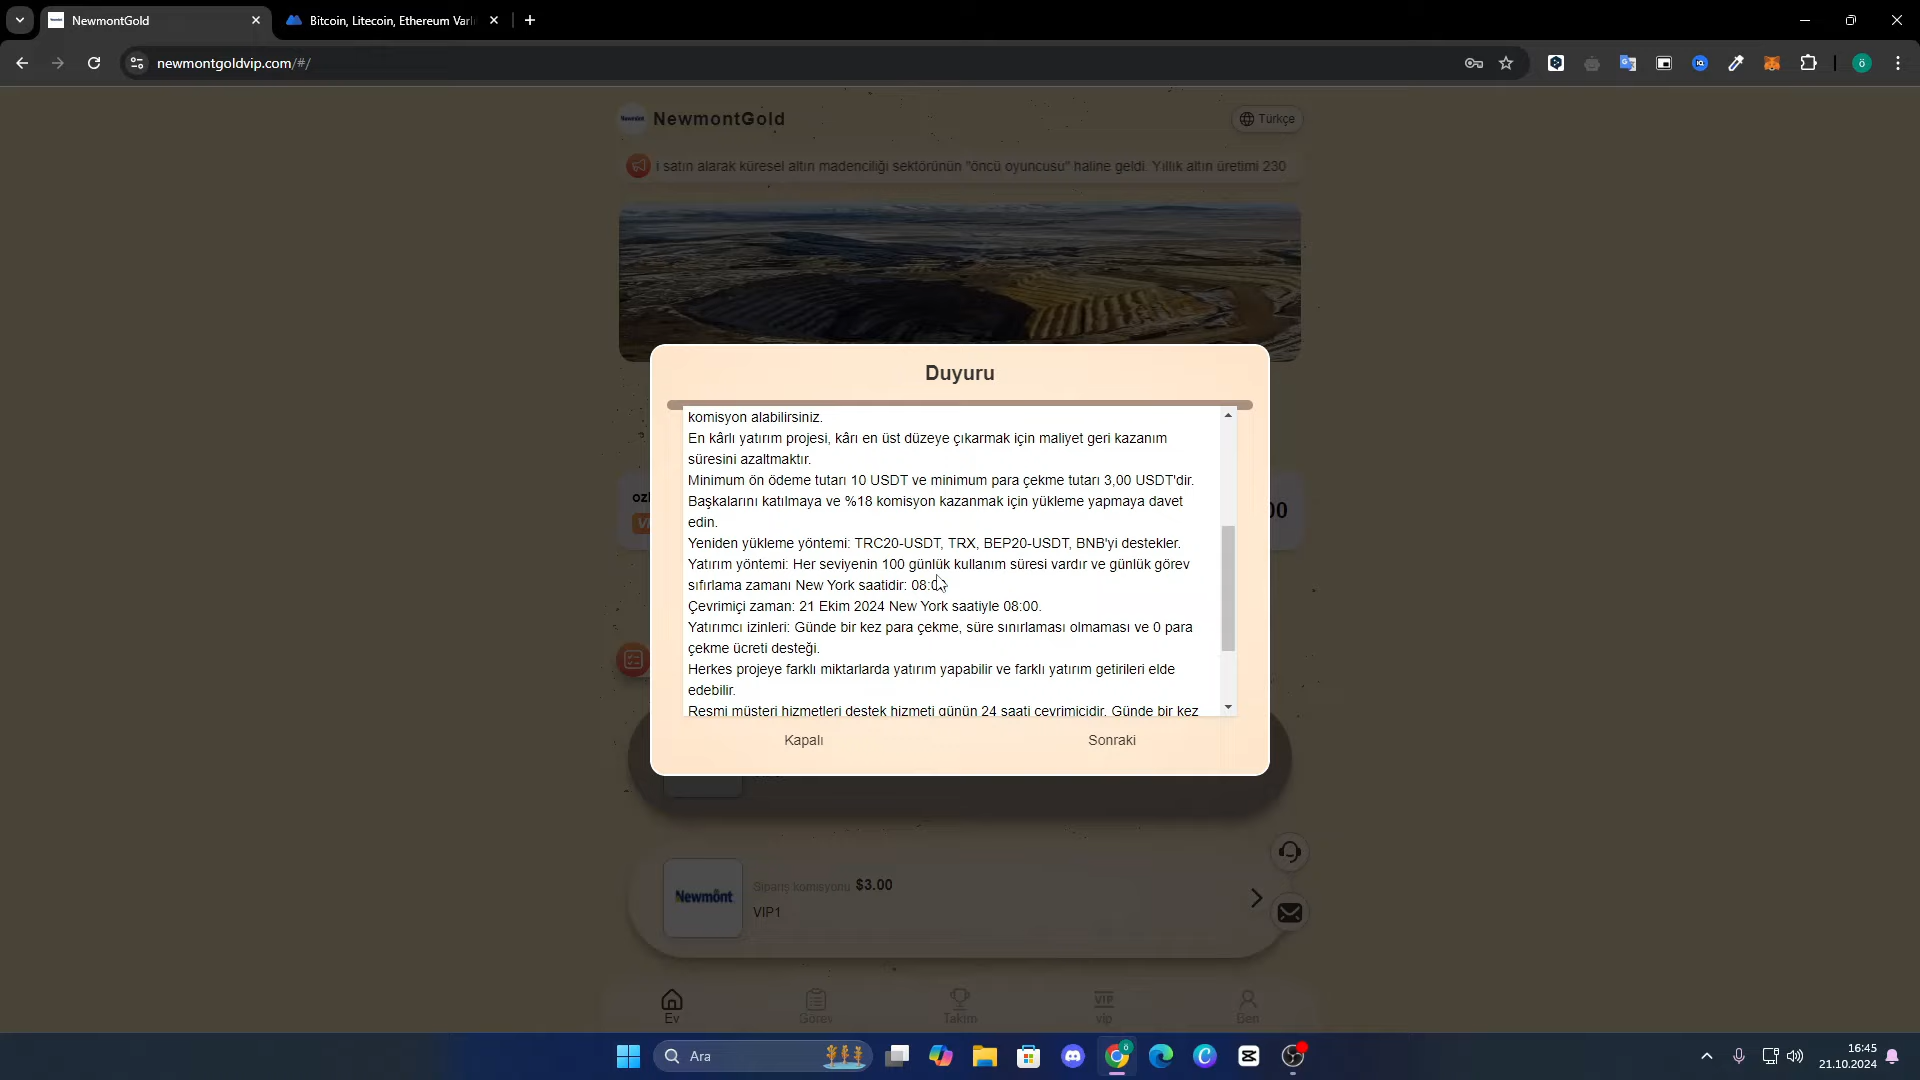 NewmontGold
Bitcoin, Litecoin, Ethereum Varl
newmontgoldvip.com/#/
ö
Newmont
NewmontGold
Türkçe
i satın alarak küresel altın madenciliği sektörünün "öncü oyuncusu" haline geldi. Yıllık altın üretimi 230
Duyuru
komisyon alabilirsiniz.
En kârlı yatırım projesi, kârı en üst düzeye çıkarmak için maliyet geri kazanım
süresini azaltmaktır.
Minimum ön ödeme tutarı 10 USDT ve minimum para çekme tutarı 3,00 USDT'dir.
Başkalarını katılmaya ve %18 komisyon kazanmak için yükleme yapmaya davet
edin.
Yeniden yükleme yöntemi: TRC20-USDT, TRX, BEP20-USDT, BNB'yi destekler.
Yatırım yöntemi: Her seviyenin 100 günlük kullanım süresi vardır ve günlük görev
sıfırlama zamanı New York saatidir: 08:0
Çevrimiçi zaman: 21 Ekim 2024 New York saatiyle 08:00.
Yatırımcı izinleri: Günde bir kez para çekme, süre sınırlaması olmaması ve 0 para
çekme ücreti desteği.
Herkes projeye farklı miktarlarda yatırım yapabilir ve farklı yatırım getirileri elde
edebilir.
Resmi müşteri hizmetleri destek hizmeti günün 24 saati çevrimiçidir. Günde bir kez
Kapalı
Sonraki
oz
00
Newmont
Sipariş komisyonu $3.00
VIP1
Ev
Görev
Takım
VIP
vip
Ben
Ara
16:45
21.10.2024